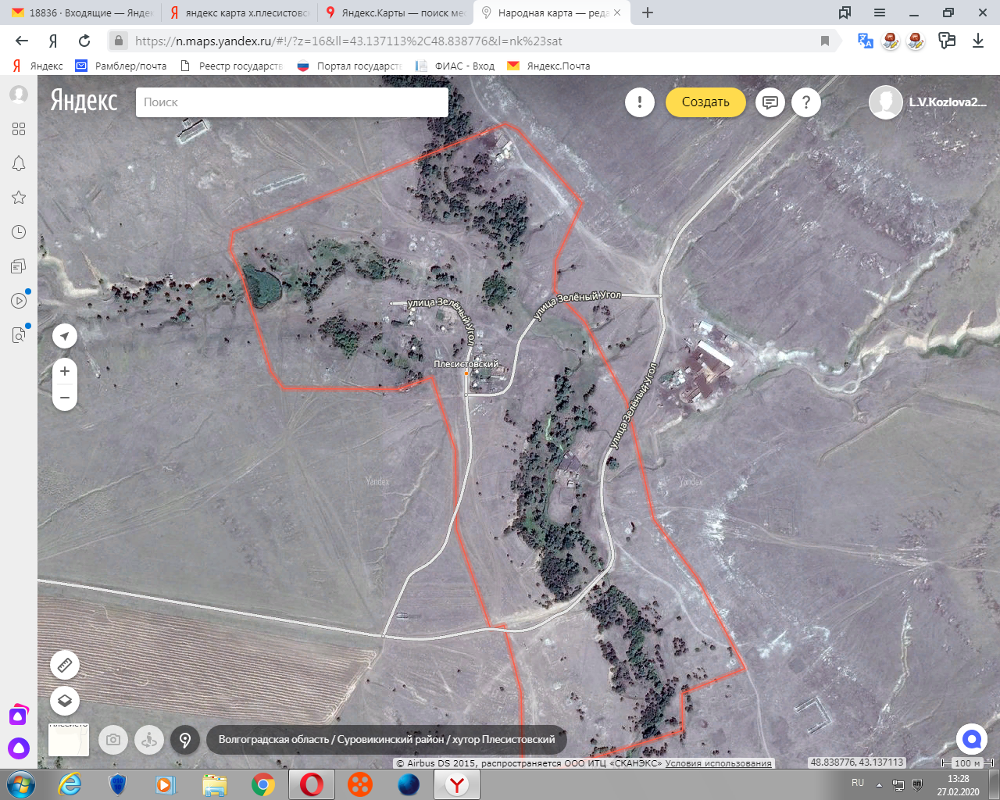 18836 · Входящие — Яндек
яндекс карта х.плесистовс
Яндекс.Карты — поиск ме
Народная карта — реда
https://n.maps.yandex.ru/#!/?z=16&ll=43.137113%2C48.838776&l=nk%23sat
Яндекс
Рамблер/почта
Реестр государств
Портал государст
ФИАС - Вход
Яндекс.Почта
Яндекс
Поиск
Создать
L.V.Kozlova2...
улица Зелёный Угол
улица Зелёный Угол
Плесистовский
улица Зелёный Угол
Yandex
Yandex
Волгоградская область / Суровикинский район / хутор Плесистовский
© Airbus DS 2015, распространяется ООО ИТЦ «СКАНЭКС» Условия использования
48.838776, 43.137113
100 м
RU
13:28
27.02.2020